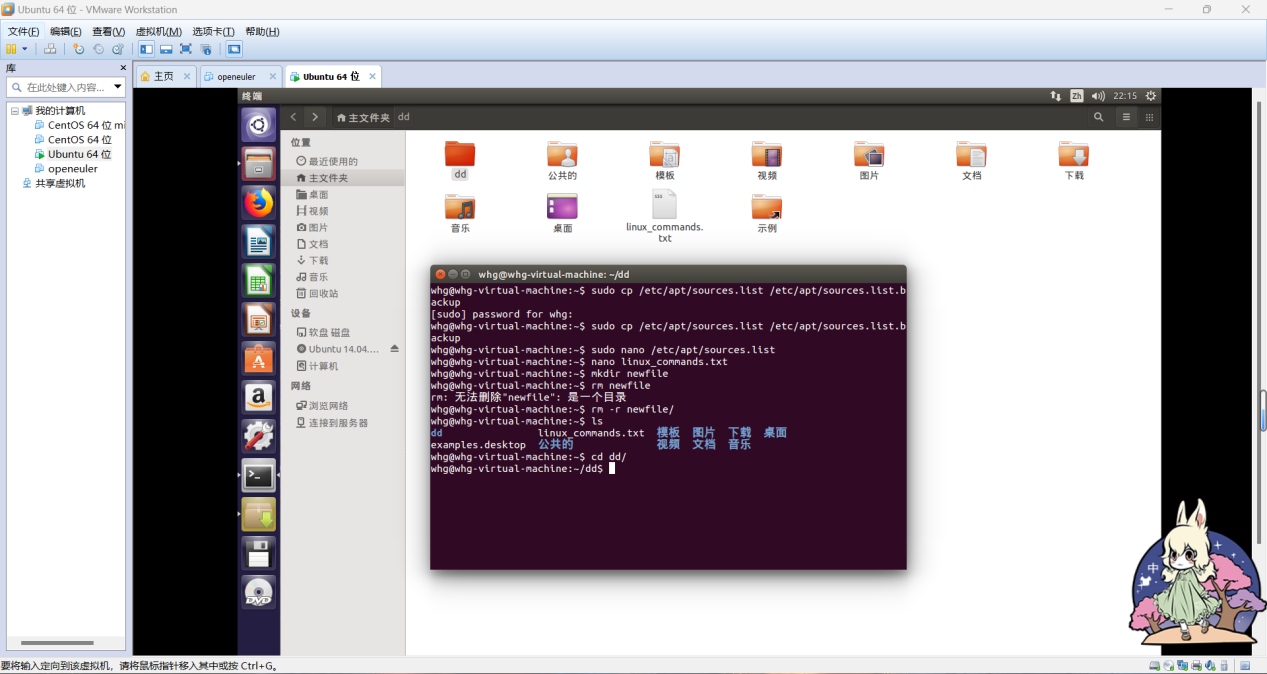 Ubuntu 64 位 - VMware Workstation
文件(F) 编辑(E) 查看(V) 虚拟机(M) 选项卡(T) 帮助(H)
库
在此处键入内容...
我的计算机
CentOS 64 位 mi
CentOS 64 位
Ubuntu 64 位
openeuler
共享虚拟机
主页
openeuler
Ubuntu 64 位
终端
Zh
22:15
主文件夹 dd
位置
最近使用的
主文件夹
桌面
视频
图片
文档
下载
音乐
回收站
设备
软盘 磁盘
Ubuntu 14.04....
计算机
网络
浏览网络
连接到服务器
dd 公共的 模板 视频 图片 文档 下载
音乐 桌面 linux_commands. 示例
txt
whg@whg-virtual-machine: ~/dd
whg@whg-virtual-machine:~$ sudo cp /etc/apt/sources.list /etc/apt/sources.list.b
ackup
[sudo] password for whg:
whg@whg-virtual-machine:~$ sudo cp /etc/apt/sources.list /etc/apt/sources.list.b
ackup
whg@whg-virtual-machine:~$ sudo nano /etc/apt/sources.list
whg@whg-virtual-machine:~$ nano linux_commands.txt
whg@whg-virtual-machine:~$ mkdir newfile
whg@whg-virtual-machine:~$ rm newfile
rm: 无法删除"newfile": 是一个目录
whg@whg-virtual-machine:~$ rm -r newfile/
whg@whg-virtual-machine:~$ ls
dd linux_commands.txt 模板 图片 下载 桌面
examples.desktop 公共的 视频 文档 音乐
whg@whg-virtual-machine:~$ cd dd/
whg@whg-virtual-machine:~/dd$
中
要将输入定向到该虚拟机，请将鼠标指针移入其中或按 Ctrl+G。